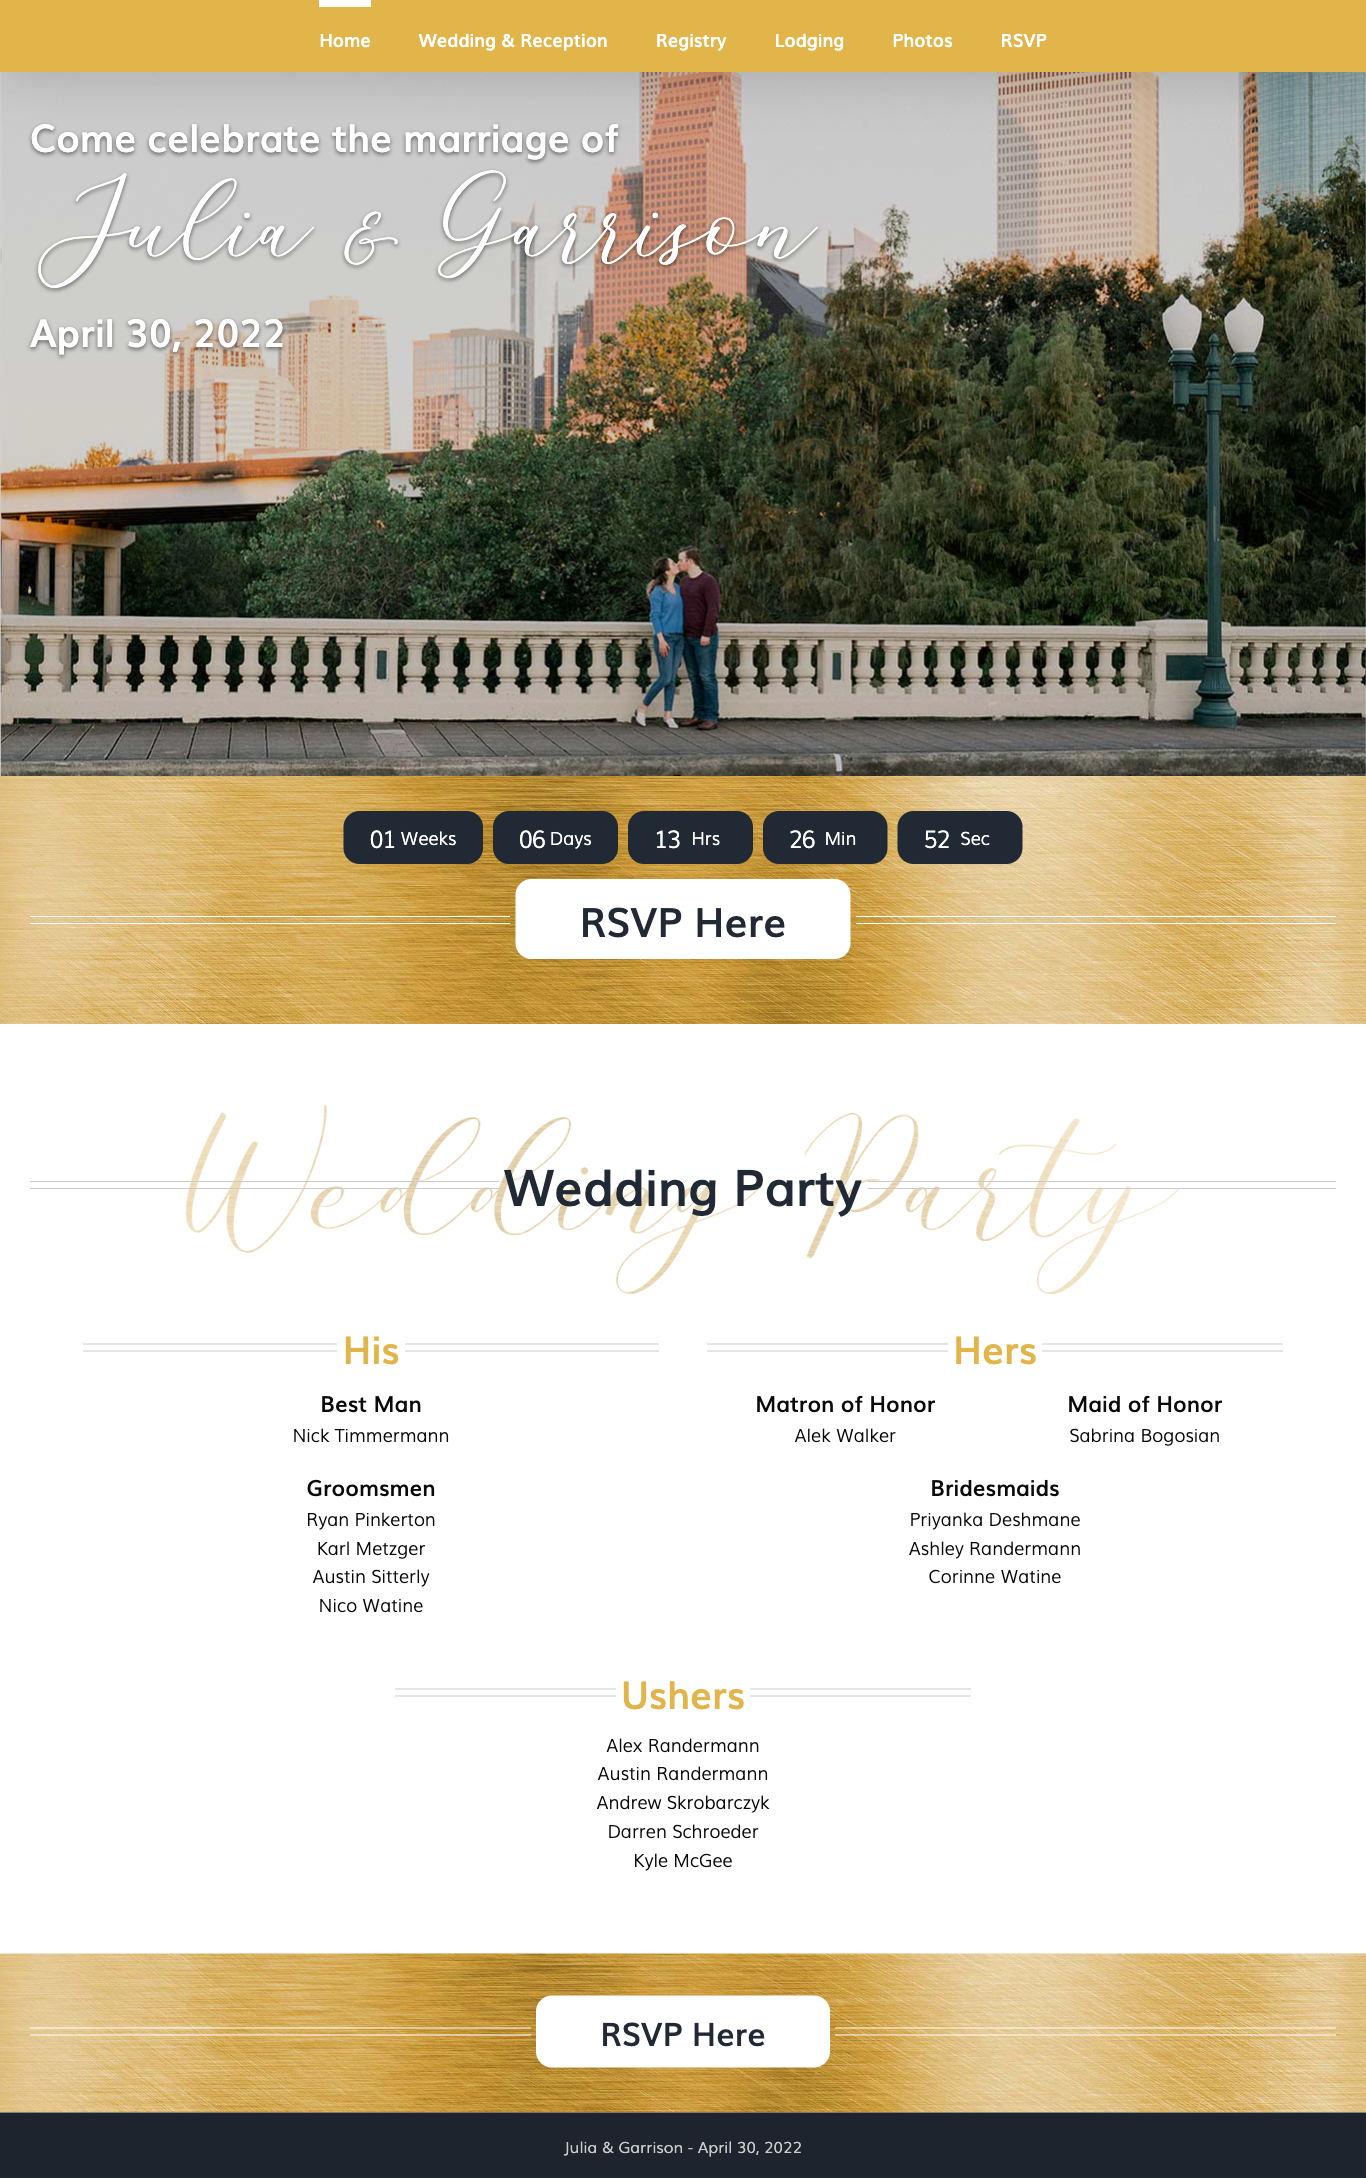 Home Wedding & Reception Registry Lodging Photos RSVP
Come celebrate the marriage of
Julia & Garrison
April 30, 2022
01 Weeks 06 Days 13 Hrs 26 Min 52 Sec
RSVP Here
Wedding Party
Wedding Party
His
Best Man
Nick Timmermann
Groomsmen
Ryan Pinkerton
Karl Metzger
Austin Sitterly
Nico Watine
Hers
Matron of Honor
Alek Walker
Maid of Honor
Sabrina Bogosian
Bridesmaids
Priyanka Deshmane
Ashley Randermann
Corinne Watine
Ushers
Alex Randermann
Austin Randermann
Andrew Skrobarczyk
Darren Schroeder
Kyle McGee
RSVP Here
Julia & Garrison - April 30, 2022